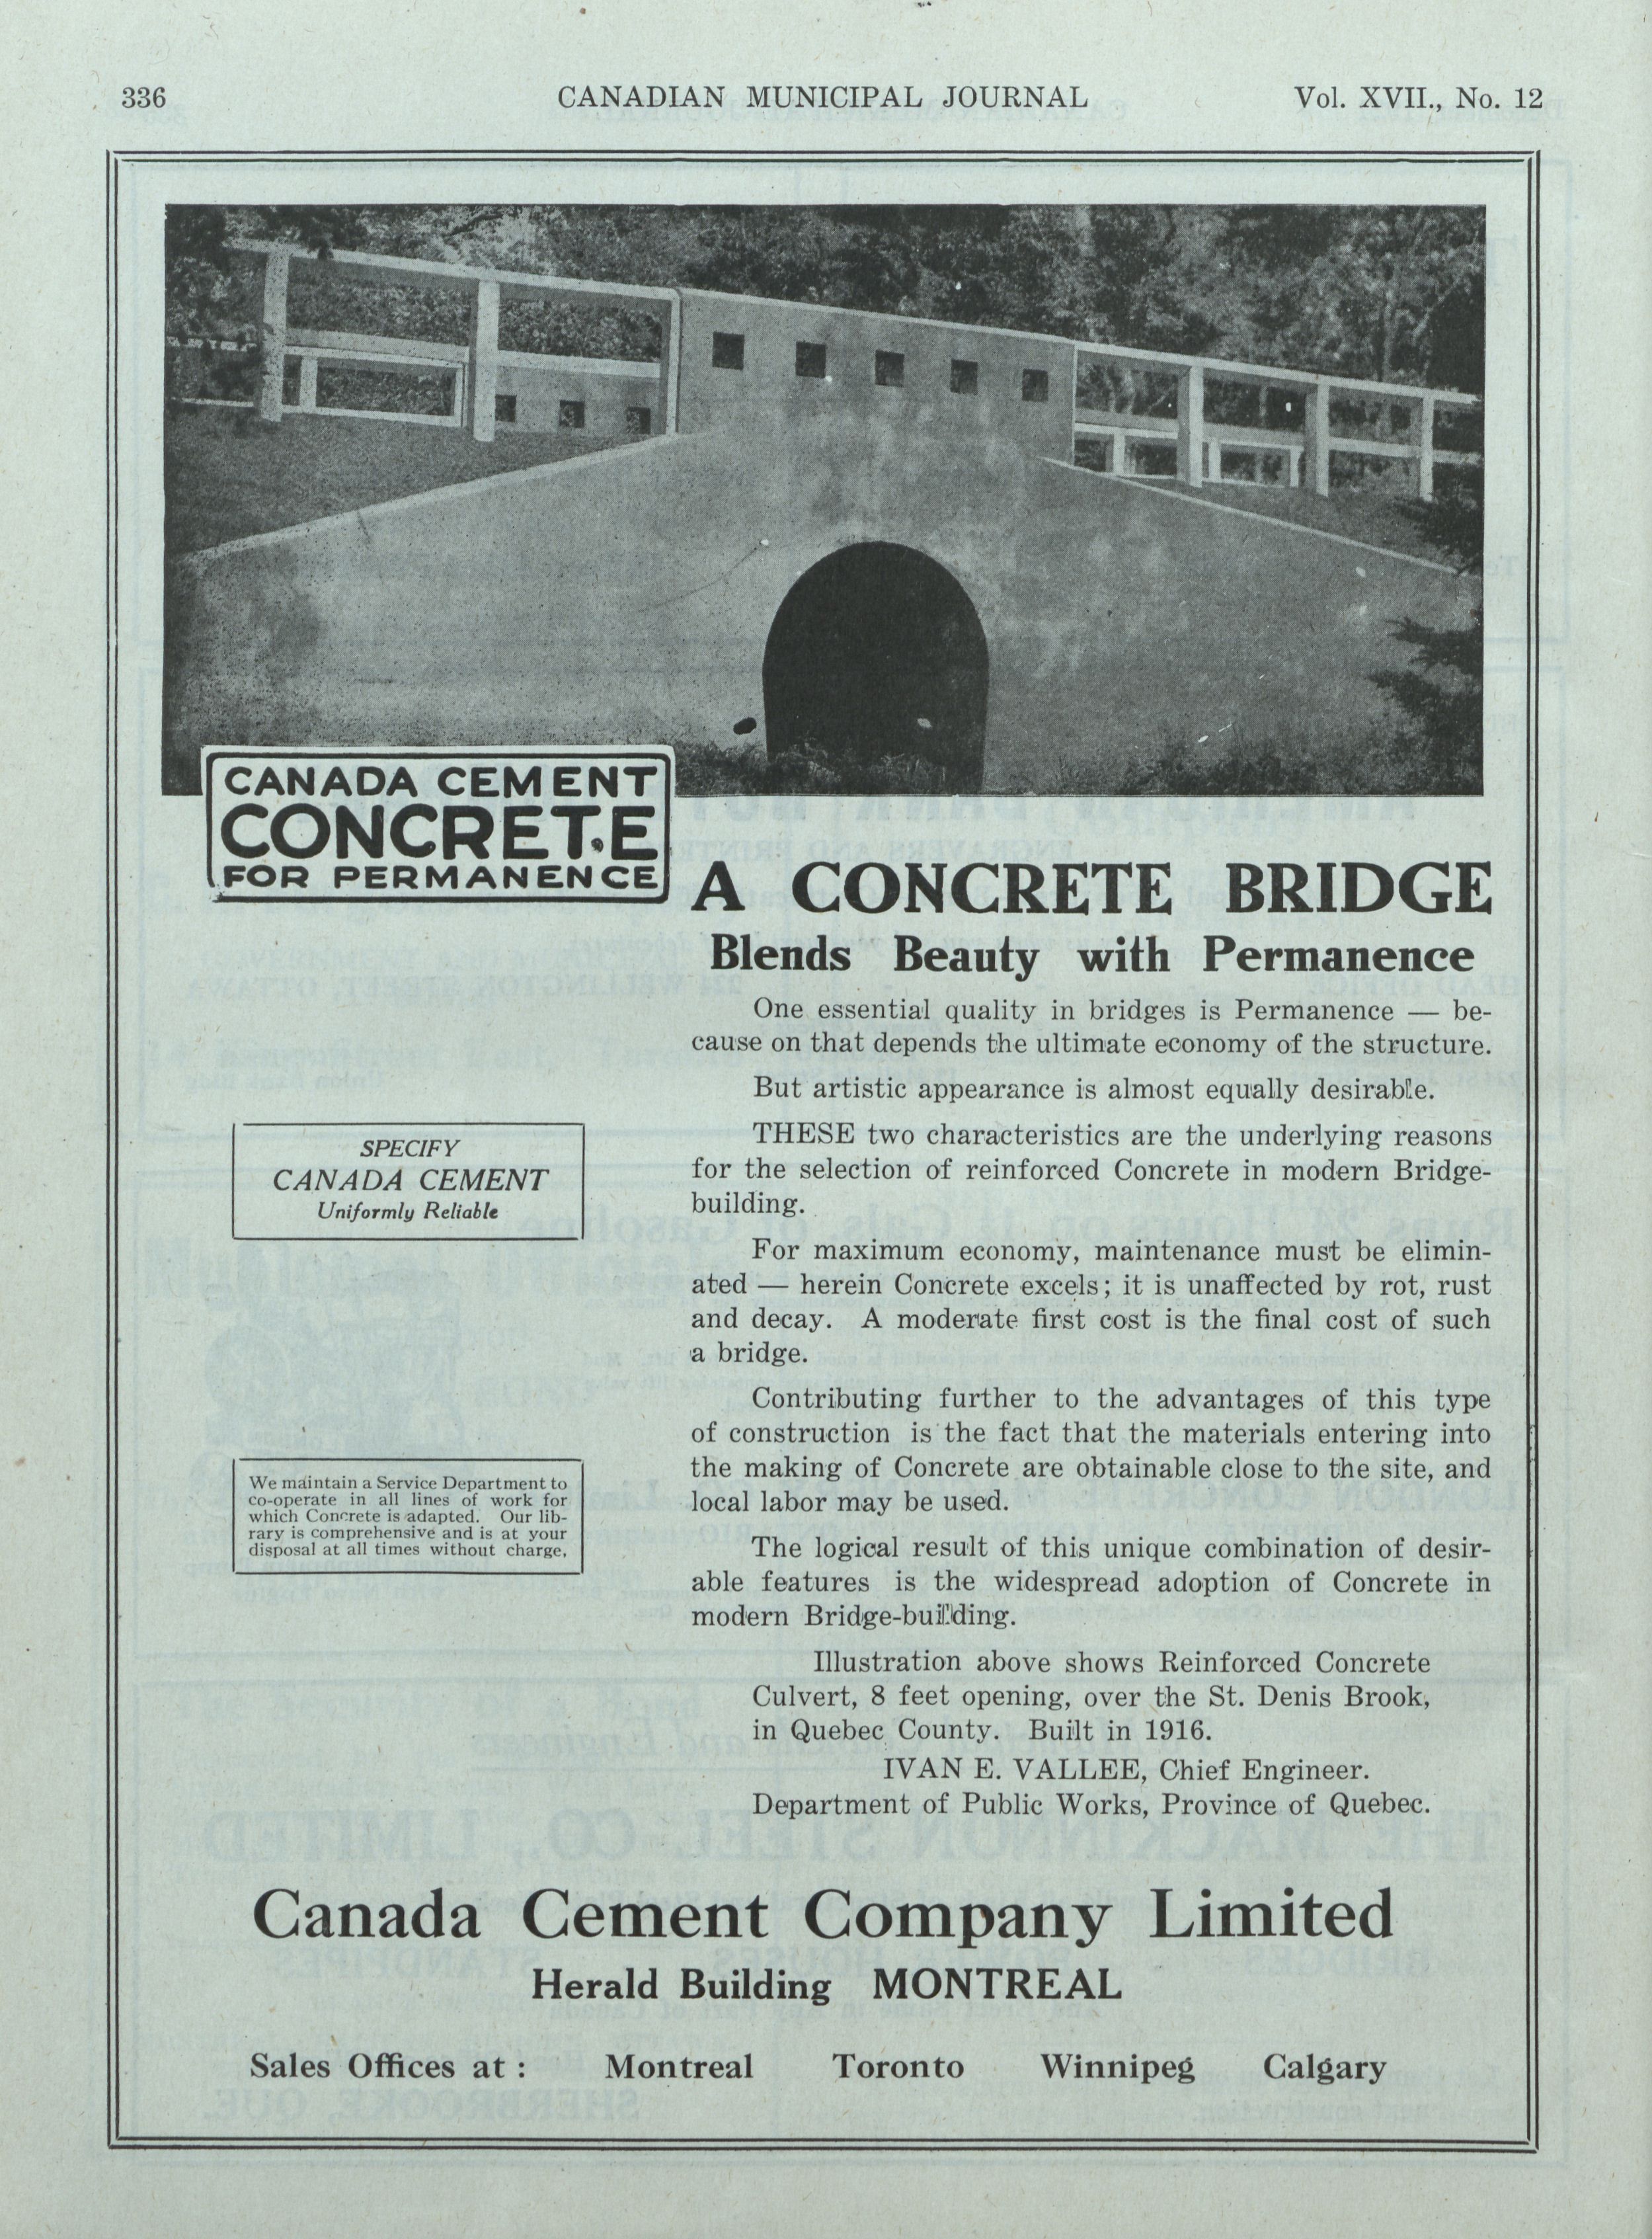 336
CANADIAN MUNICIPAL JOURNAL
Vol. XVII., No. 12
CANADA CEMENT
CONCRETE
FOR PERMANENCE
A CONCRETE BRIDGE
Blends Beauty with Permanence
One essential quality in bridges is Permanence — be-
cause on that depends the ultimate economy of the structure.
But artistic appearance is almost equally desirable.
THESE two characteristics are the underlying reasons
for the selection of reinforced Concrete in modern Bridge-
building.
For maximum economy, maintenance must be elimin-
ated — herein Concrete excels; it is unaffected by rot, rust
and decay. A moderate first cost is the final cost of such
a bridge.
Contributing further to the advantages of this type
of construction is the fact that the materials entering into
the making of Concrete are obtainable close to the site, and
local labor may be used.
The logical result of this unique combination of desir-
able features is the widespread adoption of Concrete in
modern Bridge-building.
Illustration above shows Reinforced Concrete
Culvert, 8 feet opening, over the St. Denis Brook,
in Quebec County. Built in 1916.
IVAN E. VALLEE, Chief Engineer.
Department of Public Works, Province of Quebec.
SPECIFY
CANADA CEMENT
Uniformly Reliable
We maintain a Service Department to
co-operate in all lines of work for
which Concrete is adapted. Our lib-
rary is comprehensive and is at your
disposal at all times without charge.
Canada Cement Company Limited
Herald Building MONTREAL
Sales Offices at : Montreal Toronto Winnipeg Calgary